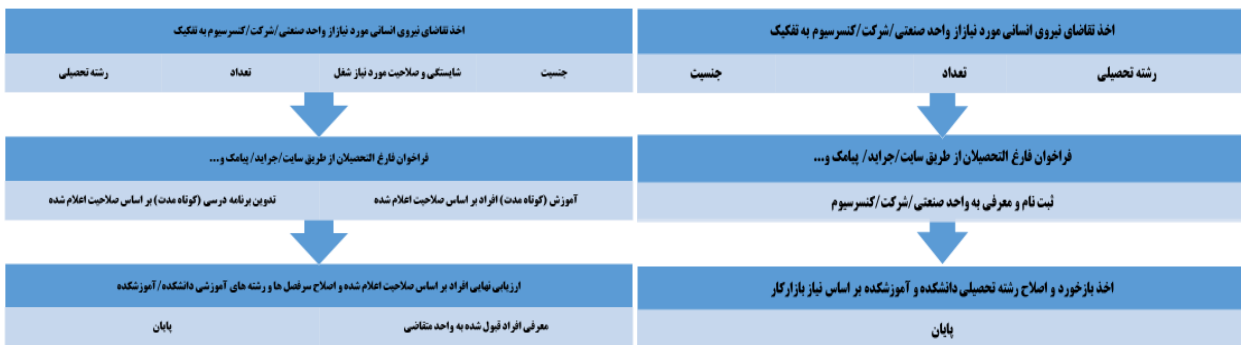 اخذ تقاضای نیروی انسانی مورد نیاز از واحد صنعتی/شرکت/کنسرسیوم به تفکیک
رشته تحصیلی تعداد جنسیت
فراخوان فارغ التحصیلان از طریق سایت/جراید/ پیامک و...
ثبت نام و معرفی به واحد صنعتی/شرکت/کنسرسیوم
اخذ بازخورد و اصلاح رشته تحصیلی دانشکده و آموزشکده بر اساس نیاز بازار کار
پایان
اخذ تقاضای نیروی انسانی مورد نیاز از واحد صنعتی/شرکت/کنسرسیوم به تفکیک
جنسیت شایستگی و صلاحیت مورد نیاز شغل تعداد رشته تحصیلی
فراخوان فارغ التحصیلان از طریق سایت/جراید/ پیامک و...
آموزش (کوتاه مدت) افراد بر اساس صلاحیت اعلام شده تدوین برنامه درسی (کوتاه مدت) بر اساس صلاحیت اعلام شده
ارزیابی نهایی افراد بر اساس صلاحیت اعلام شده و اصلاح سرفصل ها و رشته های آموزشی دانشکده/ آموزشکده
معرفی افراد قبول شده به واحد متقاضی پایان